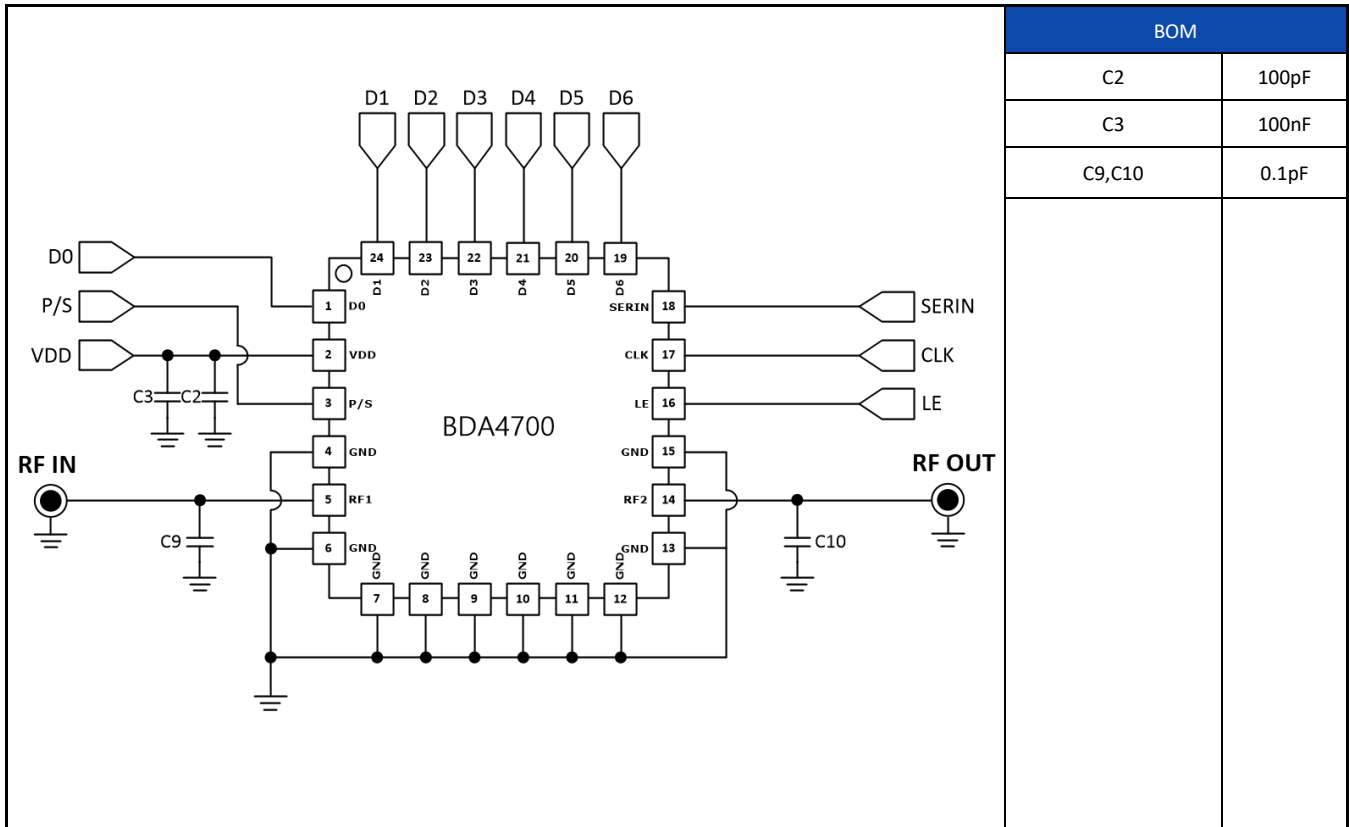 BOM
C2 100pF
C3 100nF
C9,C10 0.1pF
D1 D2 D3 D4 D5 D6
24 23 22 21 20 19
D1 D2 D3 D4 D5 D6
D0
1 D0
P/S
VDD
2 VDD
3 P/S
C3 C2
4 GND
RF IN
5 RF1
C9
6 GND
BDA4700
SERIN 18 SERIN
CLK 17 CLK
LE 16 LE
GND 15
RF OUT
RF2 14
C10
GND 13
GND GND GND GND GND GND
7 8 9 10 11 12